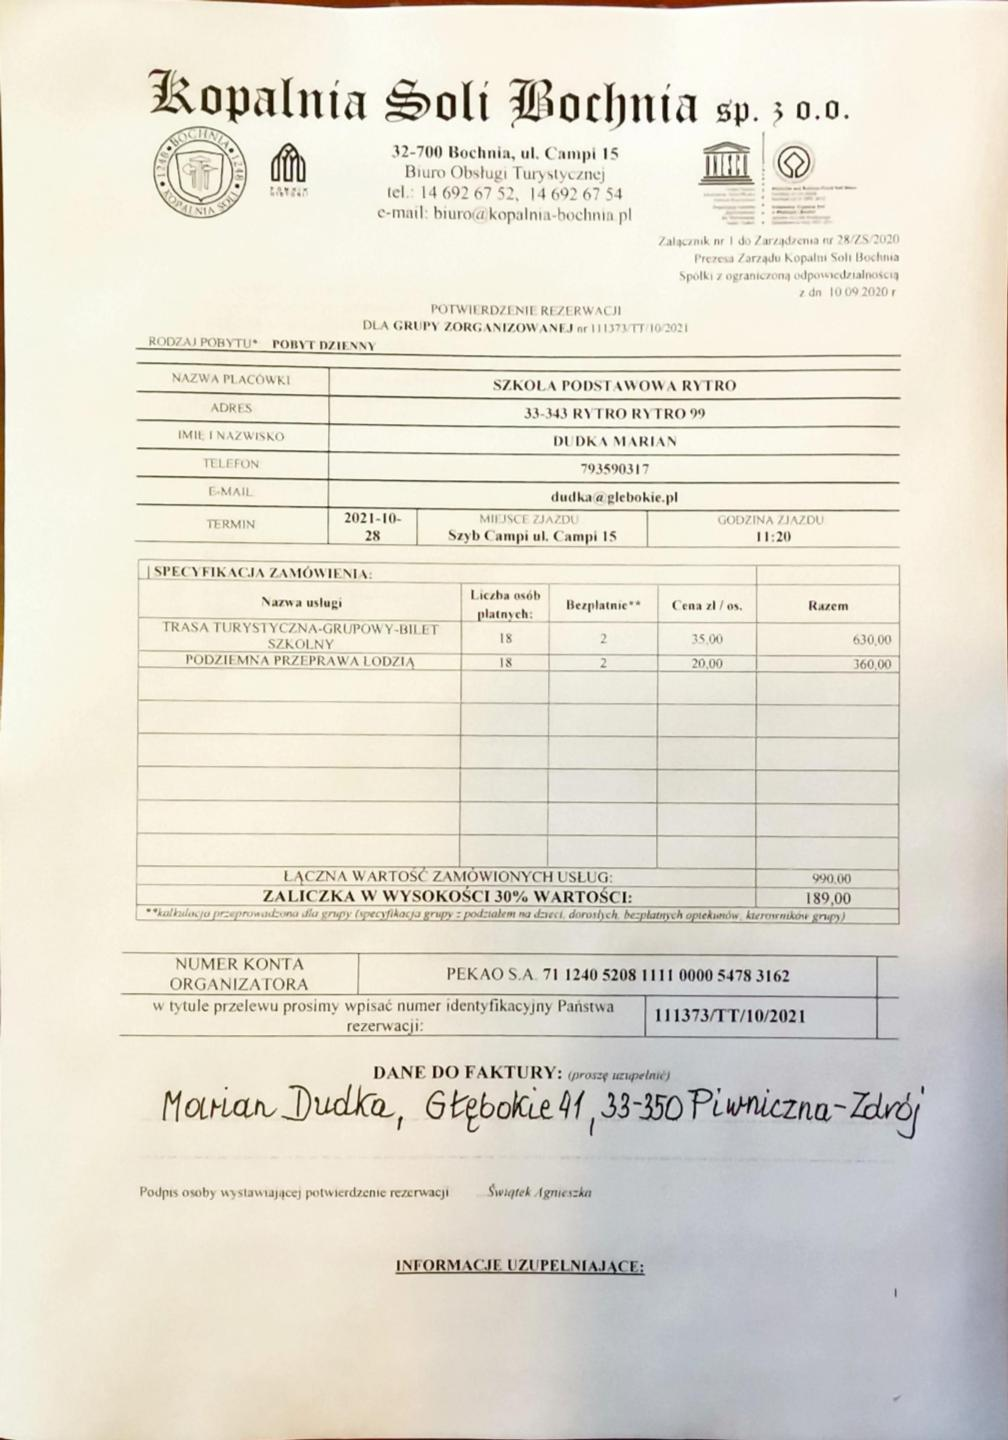 Kopalnia Soli Bochnia sp. z o.o.
BOCHNIA 1248 KOPALNIA SOLI 1248
32-700 Bochnia, ul. Campi 15
Biuro Obsługi Turystycznej
tel.: 14 692 67 52, 14 692 67 54
e-mail: biuro@kopalnia-bochnia.pl
UNESCO
Załącznik nr 1 do Zarządzenia nr 28/ZS/2020
Prezesa Zarządu Kopalni Soli Bochnia
Spółki z ograniczoną odpowiedzialnością
z dn 10 09.2020 r
POTWIERDZENIE REZERWACJI
DLA GRUPY ZORGANIZOWANEJ nr 111373/TT/10/2021
RODZAJ POBYTU* POBYT DZIENNY
NAZWA PLACÓWKI SZKOLA PODSTAWOWA RYTRO
ADRES 33-343 RYTRO RYTRO 99
IMIĘ I NAZWISKO DUDKA MARIAN
TELEFON 793590317
E-MAIL dudka@glebokie.pl
TERMIN 2021-10-28 MIEJSCE ZJAZDU Szyb Campi ul. Campi 15 GODZINA ZJAZDU 11:20
SPECYFIKACJA ZAMÓWIENIA:
Nazwa usługi Liczba osób płatnych: Bezpłatnie** Cena zł / os. Razem
TRASA TURYSTYCZNA-GRUPOWY-BILET SZKOLNY 18 2 35,00 630,00
PODZIEMNA PRZEPRAWA LODZIĄ 18 2 20,00 360,00
ŁĄCZNA WARTOŚĆ ZAMÓWIONYCH USŁUG: 990,00
ZALICZKA W WYSOKOŚCI 30% WARTOŚCI: 189,00
**kalkulacja przeprowadzona dla grupy (specyfikacja grupy z podziałem na dzieci, dorosłych, bezpłatnych opiekunów, kierowników grupy)
NUMER KONTA ORGANIZATORA PEKAO S.A. 71 1240 5208 1111 0000 5478 3162
w tytule przelewu prosimy wpisać numer identyfikacyjny Państwa rezerwacji: 111373/TT/10/2021
DANE DO FAKTURY: (proszę uzupełnić)
Marian Dudka, Głębokie 41, 33-350 Piwniczna-Zdrój
Podpis osoby wystawiającej potwierdzenie rezerwacji Świątek Agnieszka
INFORMACJE UZUPEŁNIAJĄCE:
1